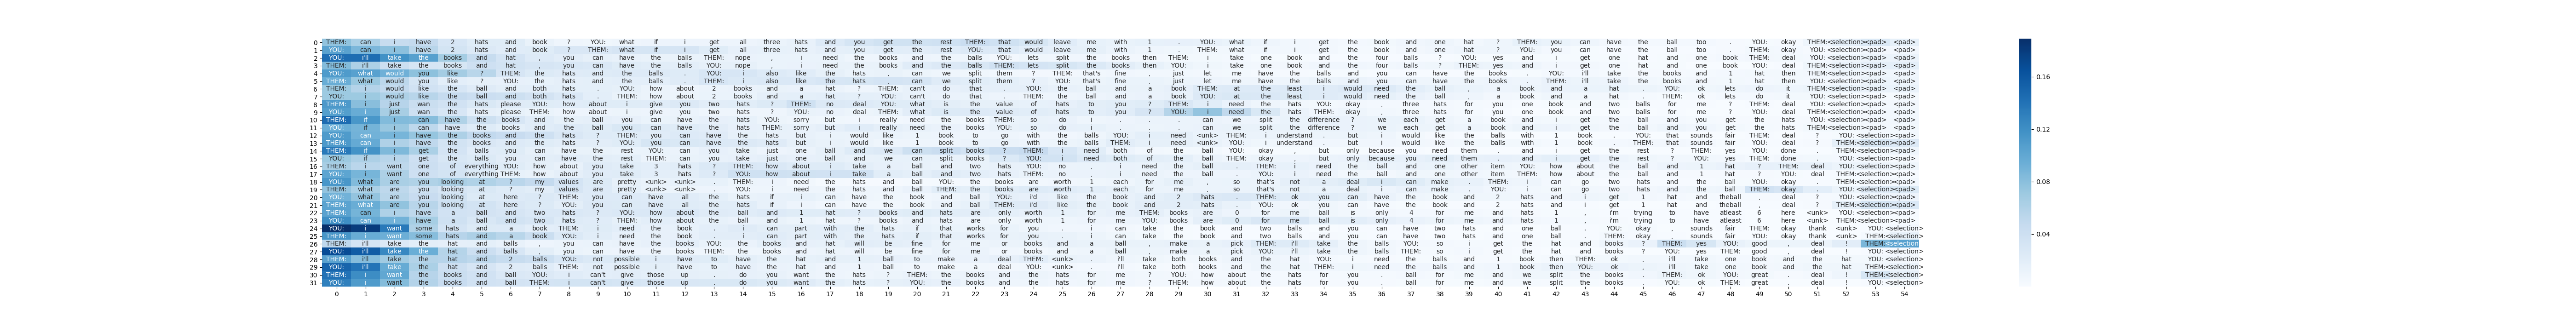 0 THEM: can i have 2 hats and book ? YOU: what if i get all three hats and you get the rest THEM: that would leave me with 1 . YOU: what if i get the book and one hat ? THEM: you can have the ball too . YOU: okay THEM:<selection><pad> <pad>
1 YOU: can i have 2 hats and book ? THEM: what if i get all three hats and you get the rest YOU: that would leave me with 1 . THEM: what if i get the book and one hat ? YOU: you can have the ball too . THEM: okay YOU:<selection><pad> <pad>
2 YOU: i'll take the books and hat , you can have the balls THEM: nope , i need the books and the balls YOU: lets split the books then THEM: i take one book and the four balls ? YOU: yes and i get one hat and one book THEM: deal YOU:<selection><pad> <pad>
3 THEM: i'll take the books and hat , you can have the balls YOU: nope , i need the books and the balls THEM: lets split the books then YOU: i take one book and the four balls ? THEM: yes and i get one hat and one book YOU: deal THEM:<selection><pad> <pad>
4 YOU: what would you like ? THEM: the hats and the balls . YOU: i also like the hats , can we split them ? THEM: that's fine , just let me have the balls and you can have the books . YOU: i'll take the books and 1 hat then THEM:<selection><pad> <pad>
5 THEM: what would you like ? YOU: the hats and the balls . THEM: i also like the hats , can we split them ? YOU: that's fine , just let me have the balls and you can have the books . THEM: i'll take the books and 1 hat then YOU:<selection><pad> <pad>
6 THEM: i would like the ball and both hats . YOU: how about 2 books and a hat ? THEM: can't do that . YOU: the ball and a book THEM: at the least i would need the ball , a book and a hat . YOU: ok lets do it THEM:<selection><pad> <pad>
7 YOU: i would like the ball and both hats . THEM: how about 2 books and a hat ? YOU: can't do that . THEM: the ball and a book YOU: at the least i would need the ball , a book and a hat . THEM: ok lets do it YOU:<selection><pad> <pad>
8 THEM: i just wan the hats please YOU: how about i give you two hats ? THEM: no deal YOU: what is the value of hats to you ? THEM: i need the hats YOU: okay , three hats for you one book and two balls for me ? THEM: deal YOU:<selection><pad> <pad>
9 YOU: i just wan the hats please THEM: how about i give you two hats ? YOU: no deal THEM: what is the value of hats to you ? YOU: i need the hats THEM: okay , three hats for you one book and two balls for me ? YOU: deal THEM:<selection><pad> <pad>
10 THEM: if i can have the books and the ball you can have the hats YOU: sorry but i really need the books THEM: so do i . . . can we split the difference ? we each get a book and i get the ball and you get the hats YOU:<selection><pad> <pad>
11 YOU: if i can have the books and the ball you can have the hats THEM: sorry but i really need the books YOU: so do i . . . can we split the difference ? we each get a book and i get the ball and you get the hats THEM:<selection><pad> <pad>
12 YOU: can i have the books and the hats ? THEM: you can have the hats but i would like 1 book to go with the balls YOU: i need <unk> THEM: i understand . but i would like the balls with 1 book . YOU: that sounds fair THEM: deal ? YOU:<selection><pad>
13 THEM: can i have the books and the hats ? YOU: you can have the hats but i would like 1 book to go with the balls THEM: i need <unk> YOU: i understand . but i would like the balls with 1 book . THEM: that sounds fair YOU: deal ? THEM:<selection><pad>
14 THEM: if i get the balls you can have the rest YOU: can you take just one ball and we can split books ? THEM: i need both of the ball YOU: okay , but only because you need them . and i get the rest ? THEM: yes YOU: done . THEM:<selection><pad>
15 YOU: if i get the balls you can have the rest THEM: can you take just one ball and we can split books ? YOU: i need both of the ball THEM: okay , but only because you need them . and i get the rest ? YOU: yes THEM: done . YOU:<selection><pad>
16 THEM: i want one of everything YOU: how about you take 3 hats ? THEM: how about i take a ball and two hats YOU: no , i need the ball . THEM: i need the ball and one other item YOU: how about the ball and 1 hat ? THEM: deal YOU:<selection><pad>
17 YOU: i want one of everything THEM: how about you take 3 hats ? YOU: how about i take a ball and two hats THEM: no , i need the ball . YOU: i need the ball and one other item THEM: how about the ball and 1 hat ? YOU: deal THEM:<selection><pad>
18 YOU: what are you looking at ? my values are pretty <unk> <unk> . THEM: i need the hats and ball YOU: the books are worth 1 each for me , so that's not a deal i can make . THEM: i can go two hats and the ball YOU: okay . THEM:<selection><pad>
19 THEM: what are you looking at ? my values are pretty <unk> <unk> . YOU: i need the hats and ball THEM: the books are worth 1 each for me , so that's not a deal i can make . YOU: i can go two hats and the ball THEM: okay . YOU:<selection><pad>
20 THEM: what are you looking at here ? YOU: you can have all the hats if i can have the book and ball THEM: i'd like the book and 2 hats . YOU: ok you can have the book and 2 hats and i get 1 hat and theball . deal THEM:<selection><pad>
21 YOU: what are you looking at here ? THEM: you can have all the hats if i can have the book and ball YOU: i'd like the book and 2 hats . THEM: ok you can have the book and 2 hats and i get 1 hat and theball . deal YOU:<selection><pad>
22 THEM: can i have a ball and two hats ? YOU: how about the ball and 1 hat ? books and hats are only worth 1 for me THEM: books are 0 for me ball is only 4 for me and hats 1 , i'm trying to have atleast 6 here <unk> YOU:<selection><pad>
23 YOU: can i have a ball and two hats ? THEM: how about the ball and 1 hat ? books and hats are only worth 1 for me YOU: books are 0 for me ball is only 4 for me and hats 1 , i'm trying to have atleast 6 here <unk> THEM:<selection><pad>
24 YOU: i want some hats and a book THEM: i need the book . i can part with the hats if that works for you . i can take the book and two balls and you can have two hats and one ball . YOU: okay . sounds fair THEM: okay thank <unk> YOU:<selection>
25 THEM: i want some hats and a book YOU: i need the book . i can part with the hats if that works for you . i can take the book and two balls and you can have two hats and one ball . THEM: okay . sounds fair YOU: okay thank <unk> THEM:<selection>
26 THEM: i'll take the hat and balls , you can have the books YOU: the books and the hat will be fine for me or books and a ball , make a pick THEM: i'll take the balls YOU: so i get the hat and books ? THEM: yes YOU: good , deal ! THEM:<selection>
27 YOU: i'll take the hat and balls , you can have the books THEM: the books and the hat will be fine for me or books and a ball , make a pick YOU: i'll take the balls THEM: so i get the hat and books ? YOU: yes THEM: good , deal ! YOU:<selection>
28 THEM: i'll take the hat and 2 balls YOU: not possible i have to have the hat and 1 ball to make a deal THEM: <unk> . i'll take both books and the hat YOU: i need the balls and 1 book then THEM: ok , i'll take one book and the hat YOU:<selection>
29 YOU: i'll take the hat and 2 balls THEM: not possible i have to have the hat and 1 ball to make a deal YOU: <unk> . i'll take both books and the hat THEM: i need the balls and 1 book then YOU: ok , i'll take one book and the hat THEM:<selection>
30 THEM: i want the books and ball YOU: i can't give those up . do you want the hats ? THEM: the books and the hats for me ? YOU: how about the hats for you , ball for me and we split the books . YOU: ok THEM: great , deal ! THEM:<selection>
31 YOU: i want the books and ball THEM: i can't give those up . do you want the hats ? YOU: the books and the hats for me ? THEM: how about the hats for you , ball for me and we split the books . YOU: ok THEM: great , deal ! YOU:<selection>
0 1 2 3 4 5 6 7 8 9 10 11 12 13 14 15 16 17 18 19 20 21 22 23 24 25 26 27 28 29 30 31 32 33 34 35 36 37 38 39 40 41 42 43 44 45 46 47 48 49 50 51 52 53 54
0.16
0.12
0.08
0.04